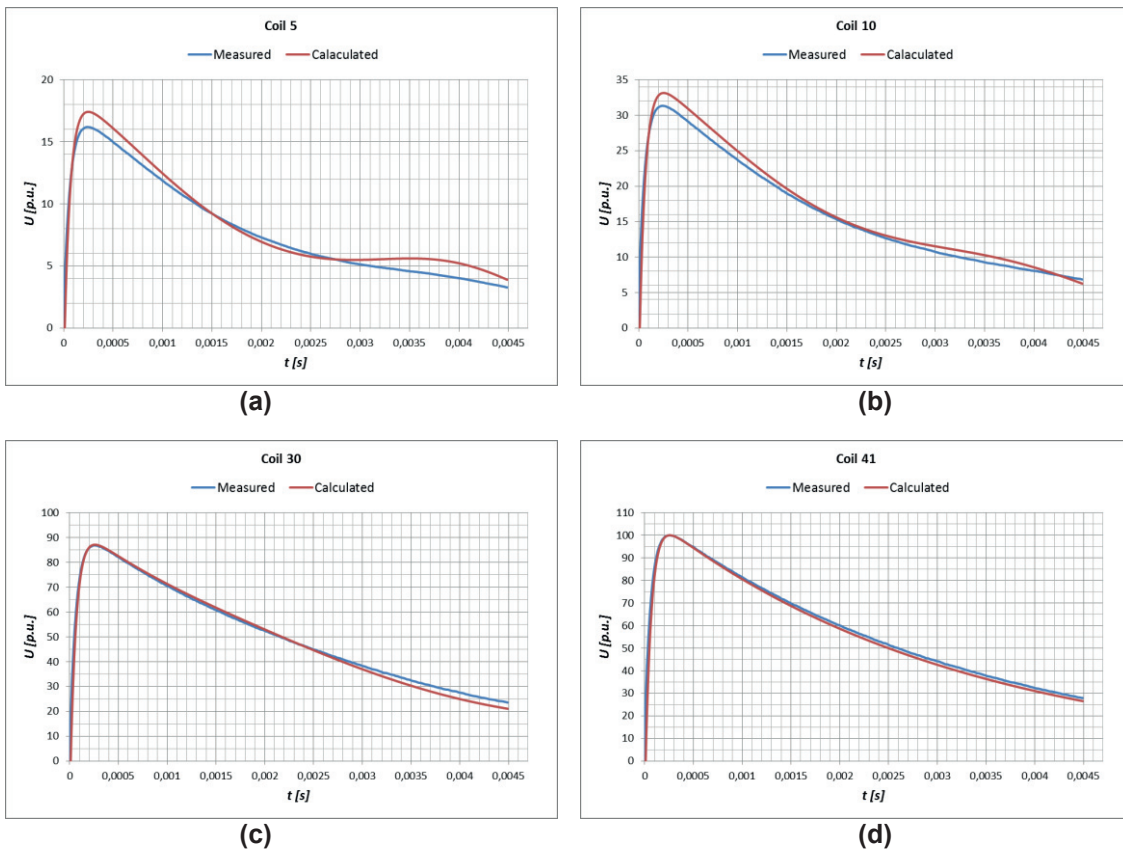 Coil 5
Measured Calaculated
20
15
10
5
0
U [p.u.]
0 0,0005 0,001 0,0015 0,002 0,0025 0,003 0,0035 0,004 0,0045
t [s]
(a)
Coil 10
Measured Calculated
35
30
25
20
15
10
5
0
U [p.u.]
0 0,0005 0,001 0,0015 0,002 0,0025 0,003 0,0035 0,004 0,0045
t [s]
(b)
Coil 30
Measured Calculated
100
90
80
70
60
50
40
30
20
10
0
U [p.u.]
0 0,0005 0,001 0,0015 0,002 0,0025 0,003 0,0035 0,004 0,0045
t [s]
(c)
Coil 41
Measured Calculated
110
100
90
80
70
60
50
40
30
20
10
0
U [p.u.]
0 0,0005 0,001 0,0015 0,002 0,0025 0,003 0,0035 0,004 0,0045
t [s]
(d)